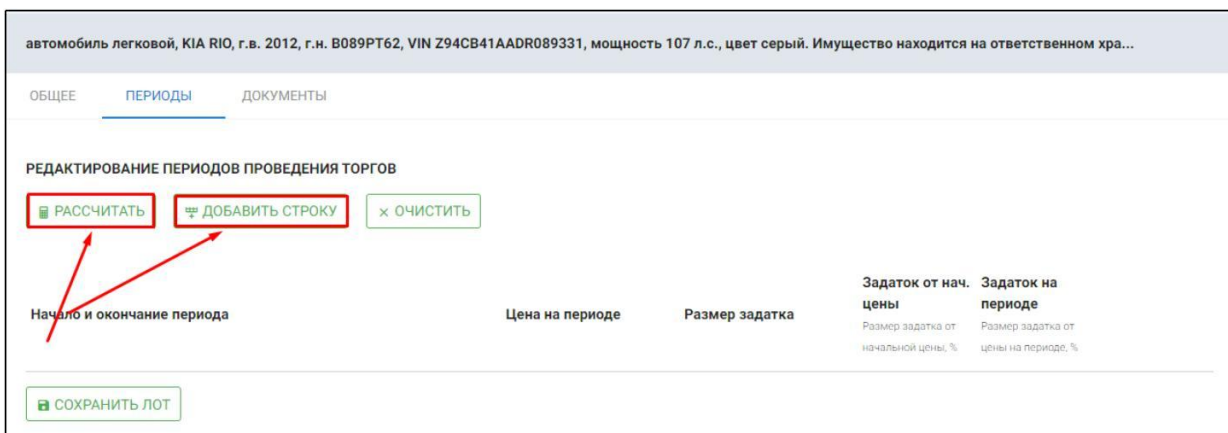 автомобиль легковой, KIA RIO, г.в. 2012, г.н. В089РТ62, VIN Z94CB41AADR089331, мощность 107 л.с., цвет серый. Имущество находится на ответственном хра...
ОБЩЕЕ ПЕРИОДЫ ДОКУМЕНТЫ
РЕДАКТИРОВАНИЕ ПЕРИОДОВ ПРОВЕДЕНИЯ ТОРГОВ
РАССЧИТАТЬ ДОБАВИТЬ СТРОКУ × ОЧИСТИТЬ
Начало и окончание периода
Цена на периоде
Размер задатка
Задаток от нач.
цены
Размер задатка от
начальной цены, %
Задаток на
периоде
Размер задатка от
цены на периоде, %
СОХРАНИТЬ ЛОТ